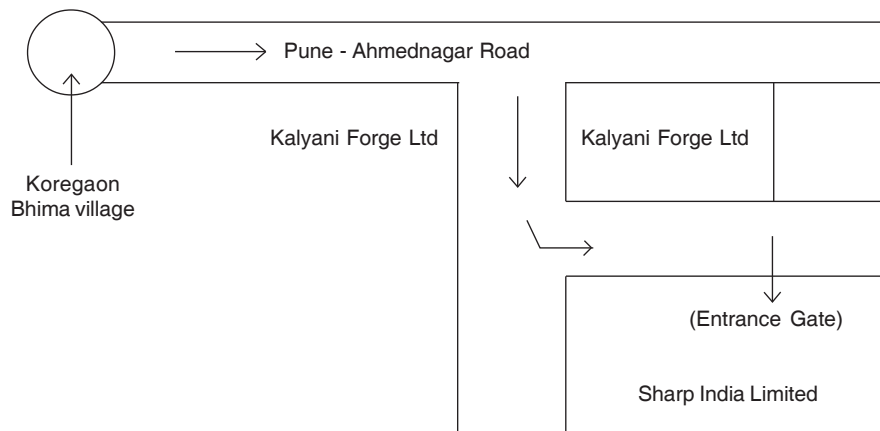 Pune - Ahmednagar Road
Kalyani Forge Ltd
Kalyani Forge Ltd
Koregaon
Bhima village
(Entrance Gate)
Sharp India Limited